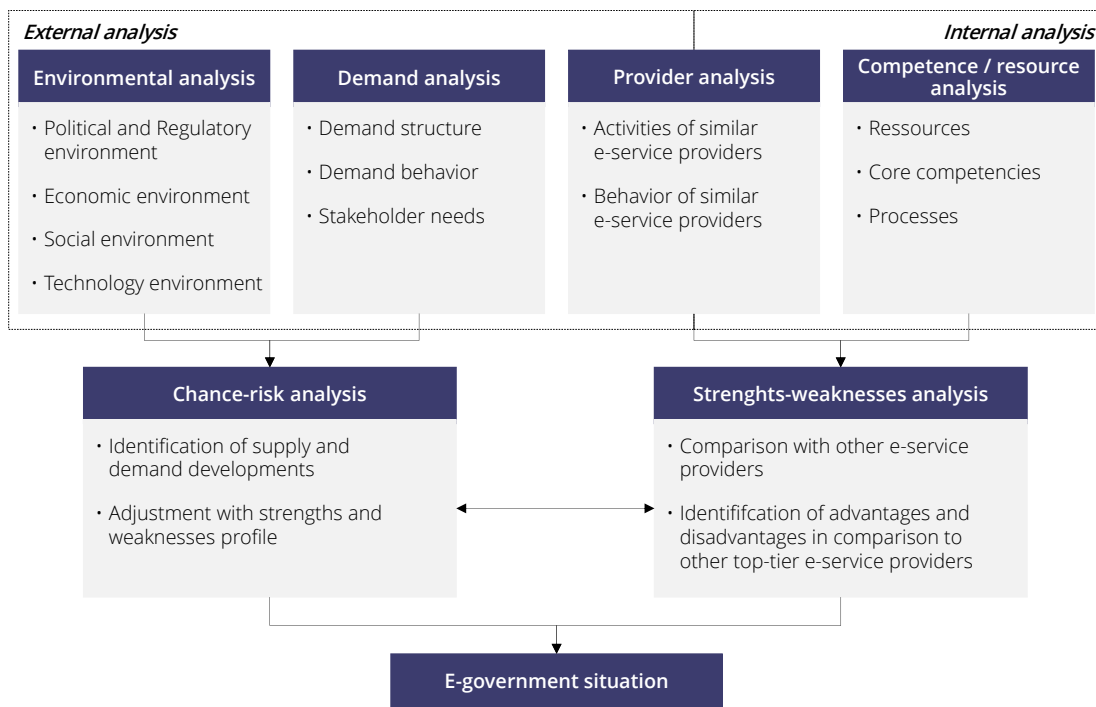 External analysis
Internal analysis
Environmental analysis
• Political and Regulatory
environment
• Economic environment
• Social environment
• Technology environment
Demand analysis
• Demand structure
• Demand behavior
• Stakeholder needs
Provider analysis
• Activities of similar
e-service providers
• Behavior of similar
e-service providers
Competence / resource
analysis
• Ressources
• Core competencies
• Processes
Chance-risk analysis
• Identification of supply and
demand developments
• Adjustment with strengths and
weaknesses profile
Strenghts-weaknesses analysis
• Comparison with other e-service
providers
• Identififcation of advantages and
disadvantages in comparison to
other top-tier e-service providers
E-government situation